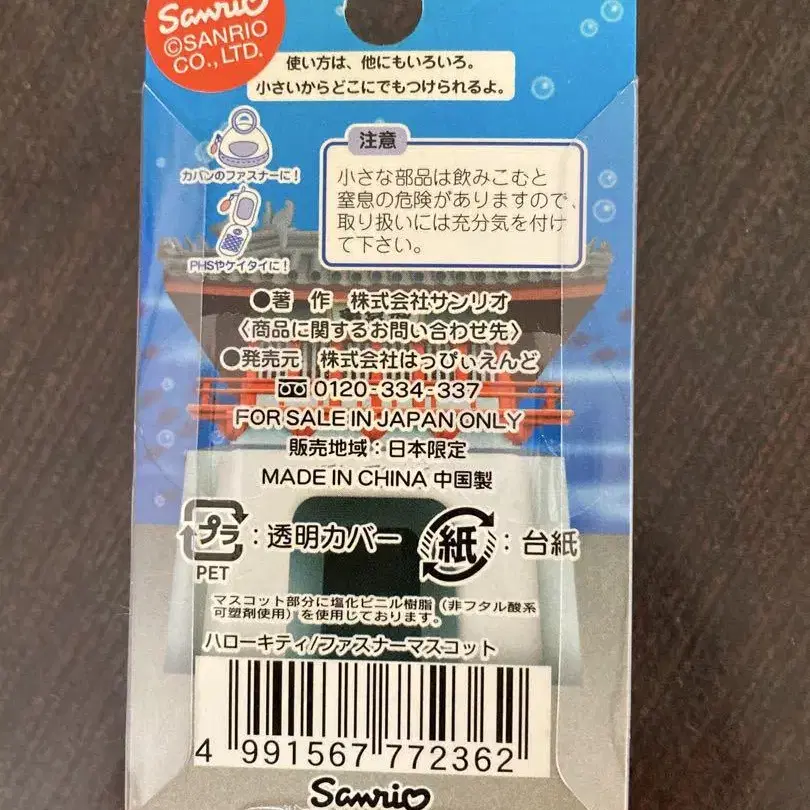 Sanrio
©SANRIO
CO., LTD.
使い方は、他にもいろいろ。
小さいからどこにでもつけられるよ。
カバンのファスナーに!
PHSやケイタイに!
注意
小さな部品は飲みこむと
窒息の危険がありますので、
取り扱いには充分気を付け
て下さい。
●著 作 株式会社サンリオ
〈商品に関するお問い合わせ先〉
●発売元 株式会社はっぴぃえんど
0120-334-337
FOR SALE IN JAPAN ONLY
販売地域:日本限定
MADE IN CHINA 中国製
プラ:透明カバー 紙:台紙
PET
マスコット部分に塩化ビニル樹脂(非フタル酸系
可塑剤使用)を使用しております。
ハローキティ/ファスナーマスコット
4 991567 772362
Sanrio